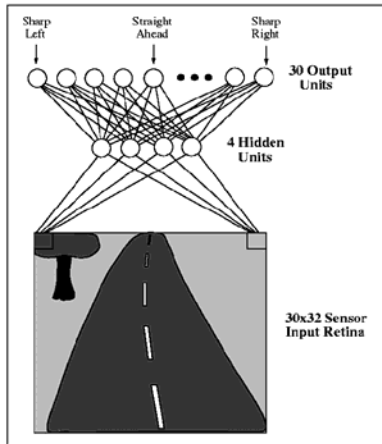 Sharp
Left
Straight
Ahead
Sharp
Right
30 Output
Units
4 Hidden
Units
30x32 Sensor
Input Retina